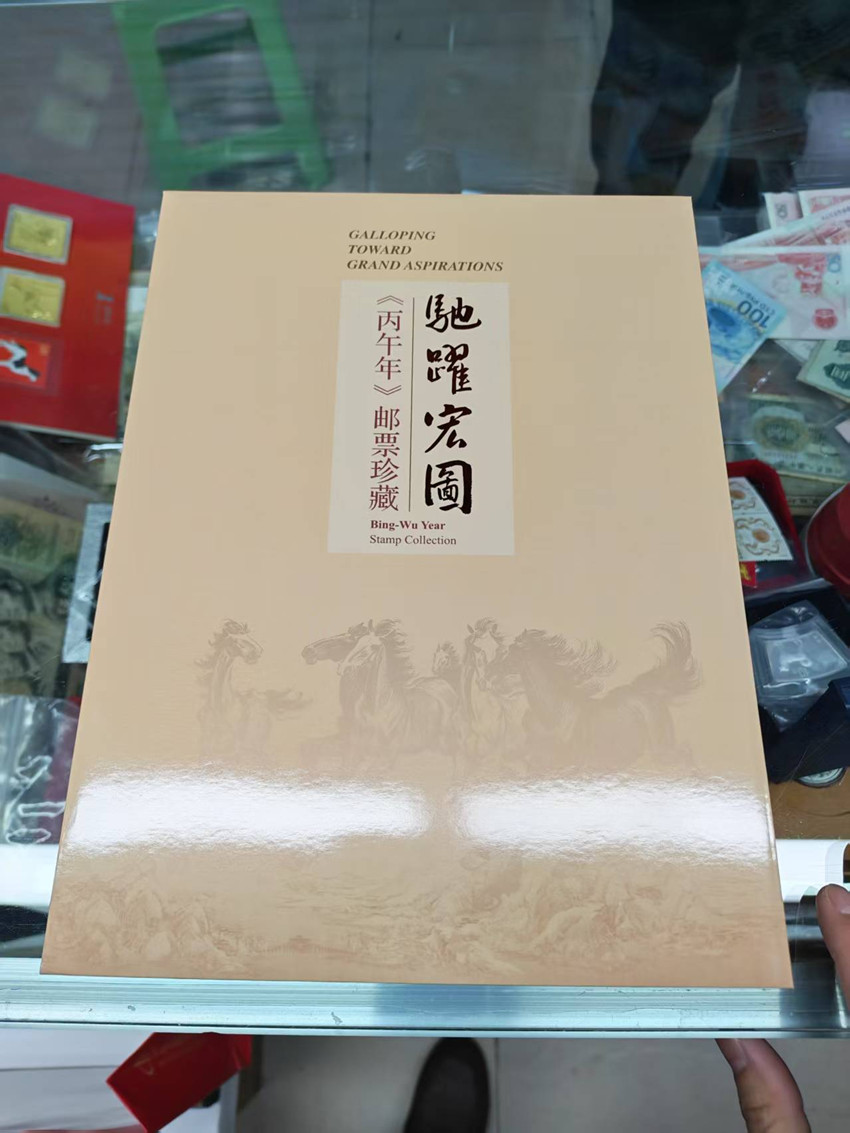 GALLOPING
TOWARD
GRAND ASPIRATIONS
馳躍宏圖
《丙午年》邮票珍藏
Bing-Wu Year
Stamp Collection
100